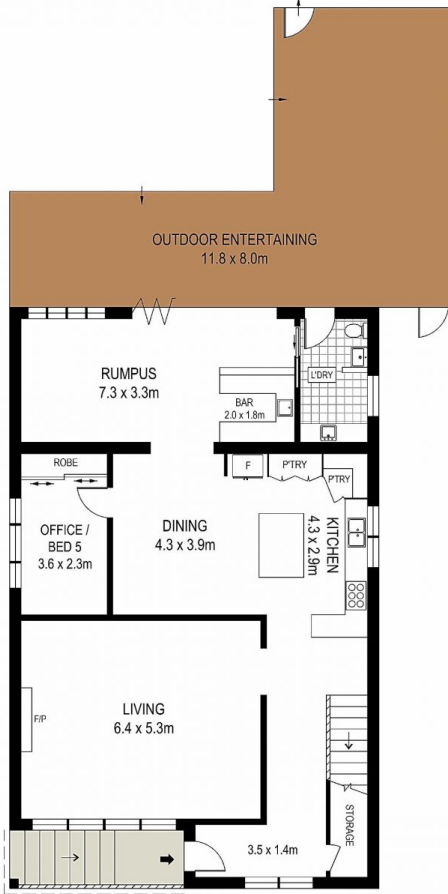 OUTDOOR ENTERTAINING
11.8 x 8.0m
RUMPUS
7.3 x 3.3m
BAR
2.0 x 1.8m
L'DRY
ROBE
F
P'TRY
P'TRY
OFFICE /
BED 5
3.6 x 2.3m
DINING
4.3 x 3.9m
KITCHEN
4.3 x 2.9m
LIVING
6.4 x 5.3m
F/P
STORAGE
3.5 x 1.4m